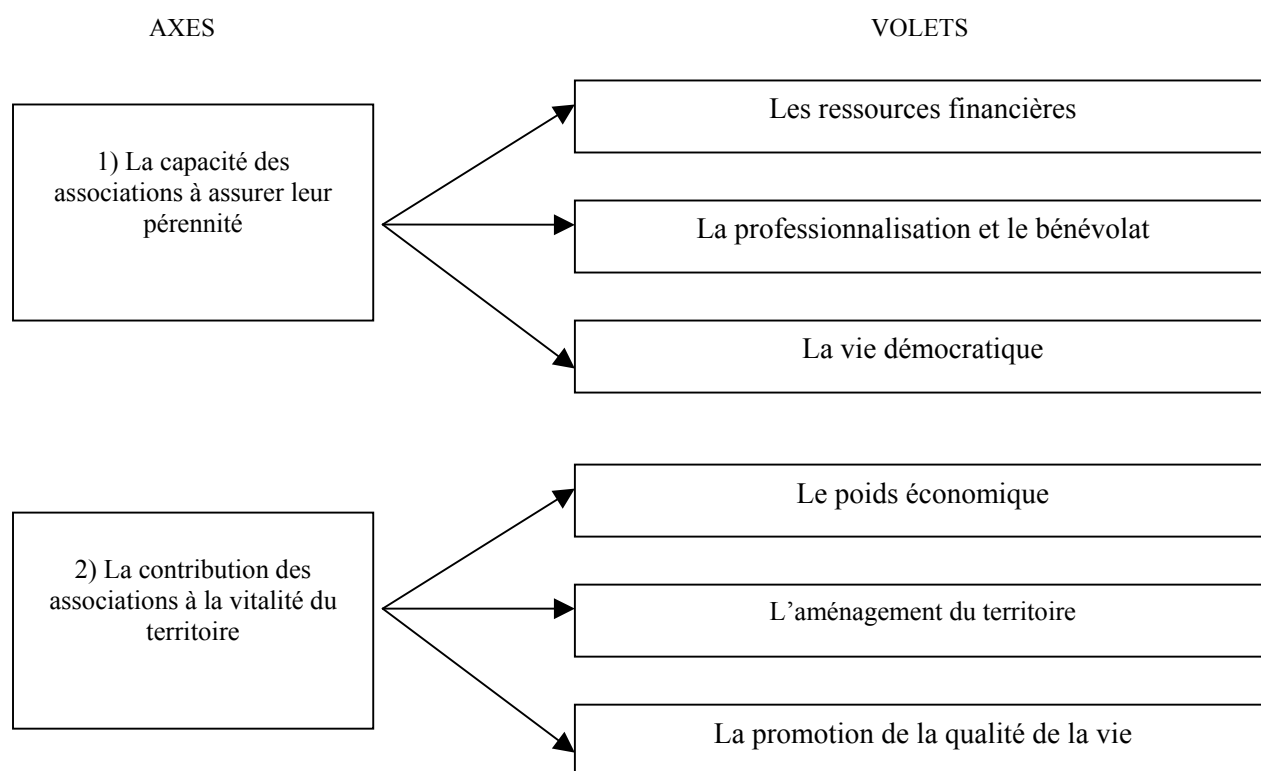 AXES
VOLETS
1) La capacité des
associations à assurer leur
pérennité
Les ressources financières
La professionnalisation et le bénévolat
La vie démocratique
2) La contribution des
associations à la vitalité du
territoire
Le poids économique
L’aménagement du territoire
La promotion de la qualité de la vie